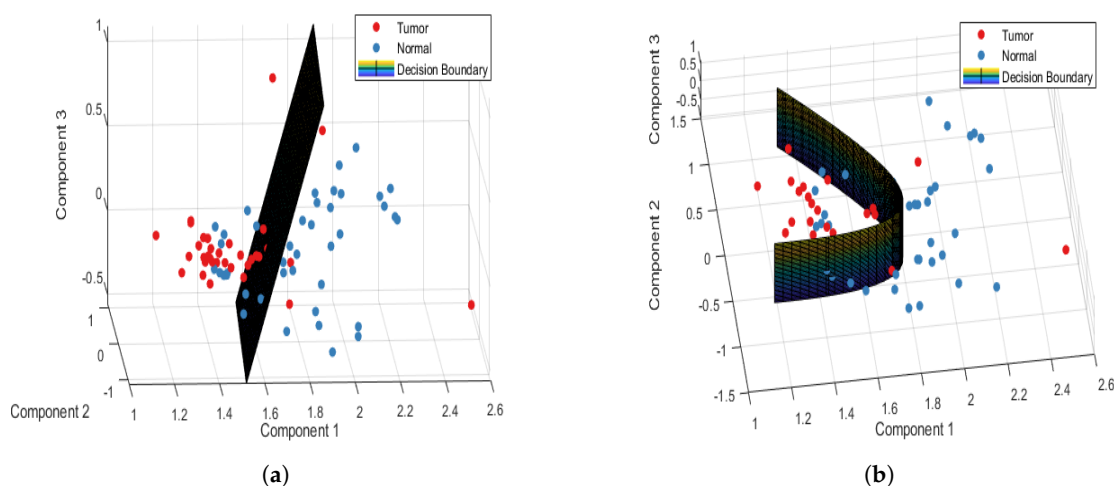 Tumor
Normal
Decision Boundary
1
0.5
0
-0.5
Component 3
1
0
-1
Component 2
1 1.2 1.4 1.6 1.8 2 2.2 2.4 2.6
Component 1
(a)
Tumor
Normal
Decision Boundary
Component 3
1
0.5
0
-0.5
1.5
1
0.5
0
-0.5
-1
-1.5
Component 2
1 1.2 1.4 1.6 1.8 2 2.2 2.4 2.6
Component 1
(b)